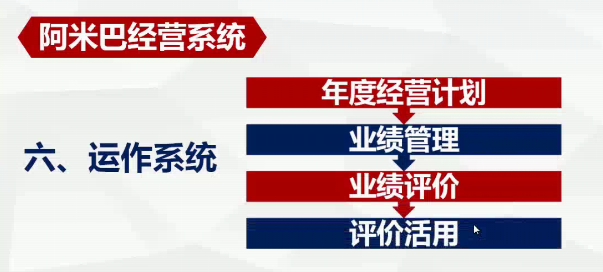 阿米巴经营系统
六、运作系统
年度经营计划
业绩管理
业绩评价
评价活用